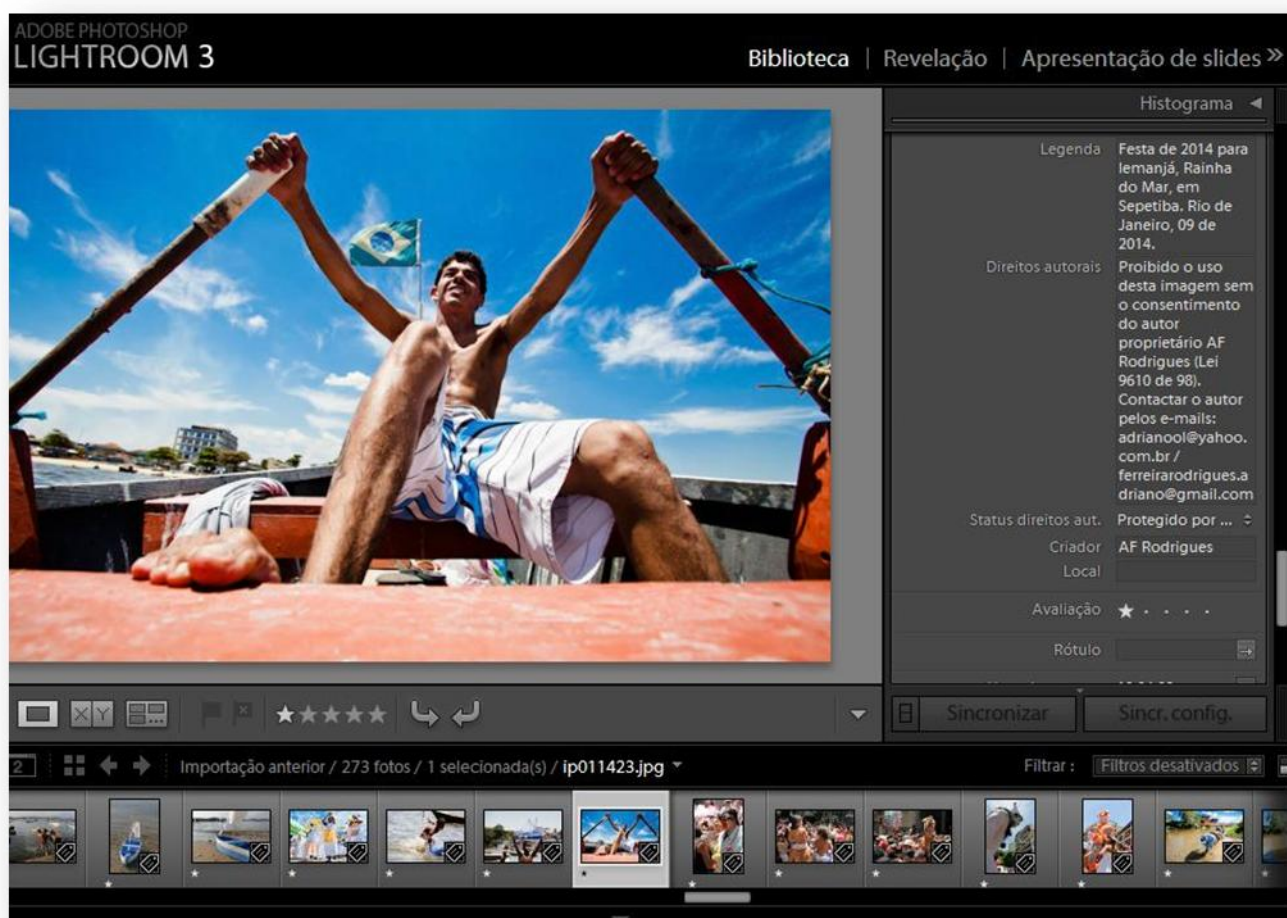 ADOBE PHOTOSHOP
LIGHTROOM 3
Biblioteca | Revelação | Apresentação de slides »
Histograma
Legenda
Festa de 2014 para
Iemanjá, Rainha
do Mar, em
Sepetiba. Rio de
Janeiro, 09 de
2014.
Direitos autorais
Proibido o uso
desta imagem sem
o consentimento
do autor
proprietário AF
Rodrigues (Lei
9610 de 98).
Contactar o autor
pelos e-mails:
adrianool@yahoo.
com.br /
ferreirarodrigues.a
driano@gmail.com
Status direitos aut. Protegido por ...
Criador AF Rodrigues
Local
Avaliação
Rótulo
X Y
Sincronizar
Sincr. config.
2 Importação anterior / 273 fotos / 1 selecionada(s) / ip011423.jpg
Filtrar : Filtros desativados